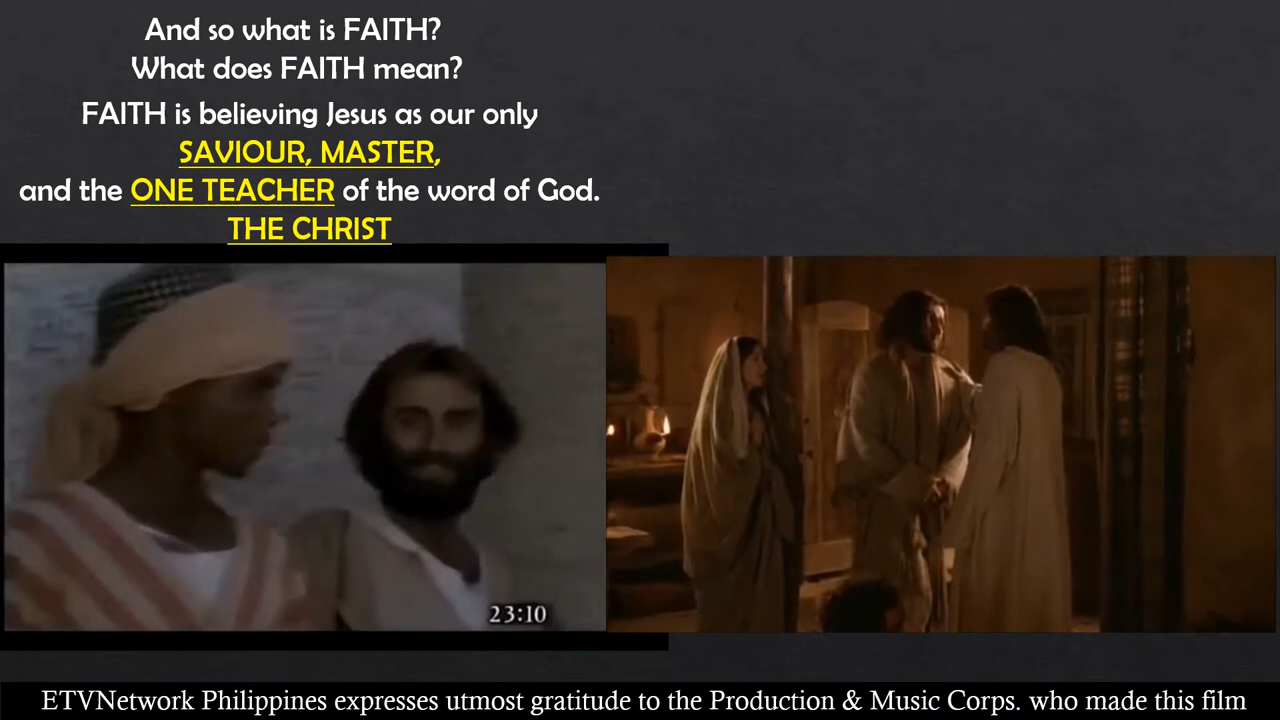 And so what is FAITH?
What does FAITH mean?
FAITH is believing Jesus as our only
SAVIOUR, MASTER,
and the ONE TEACHER of the word of God.
THE CHRIST
23:10
ETVNetwork Philippines expresses utmost gratitude to the Production & Music Corps. who made this film